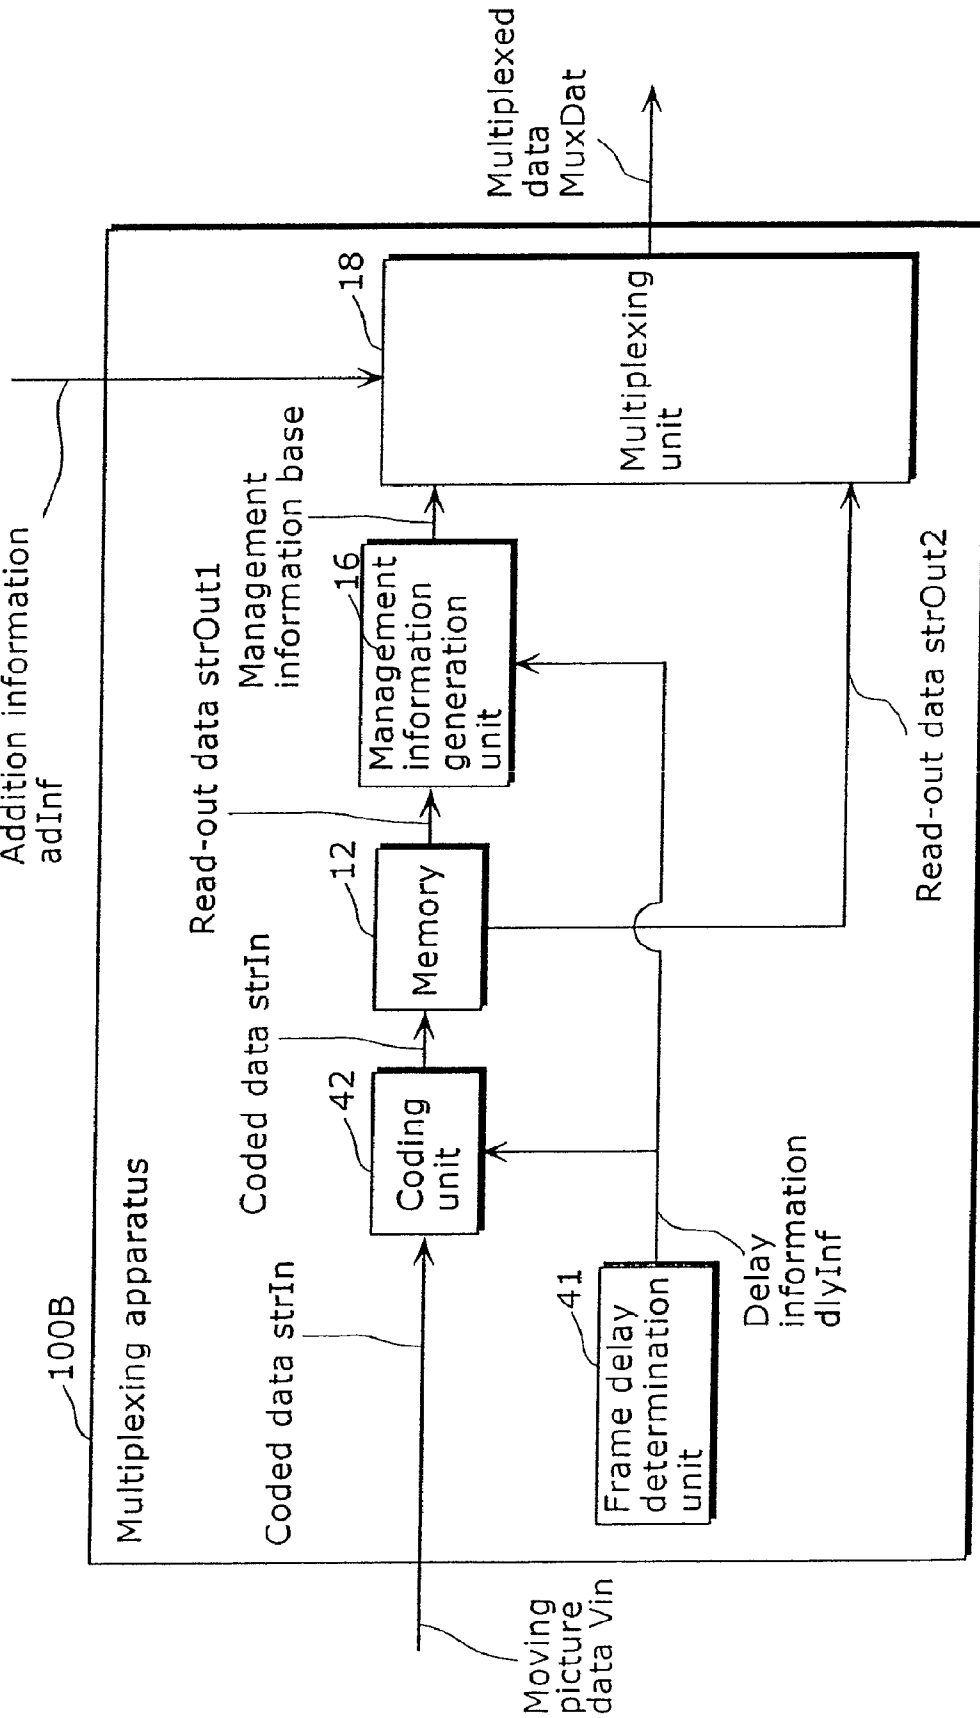 100B
Multiplexing apparatus
Moving
picture
data Vin
Coded data strIn
42
Coding
unit
Coded data strIn
12
Memory
Read-out data strOut1
16
Management
information
generation
unit
Management
information base
Addition information
adInf
18
Multiplexing
unit
Multiplexed
data
MuxDat
41
Frame delay
determination
unit
Delay
information
dlyInf
Read-out data strOut2